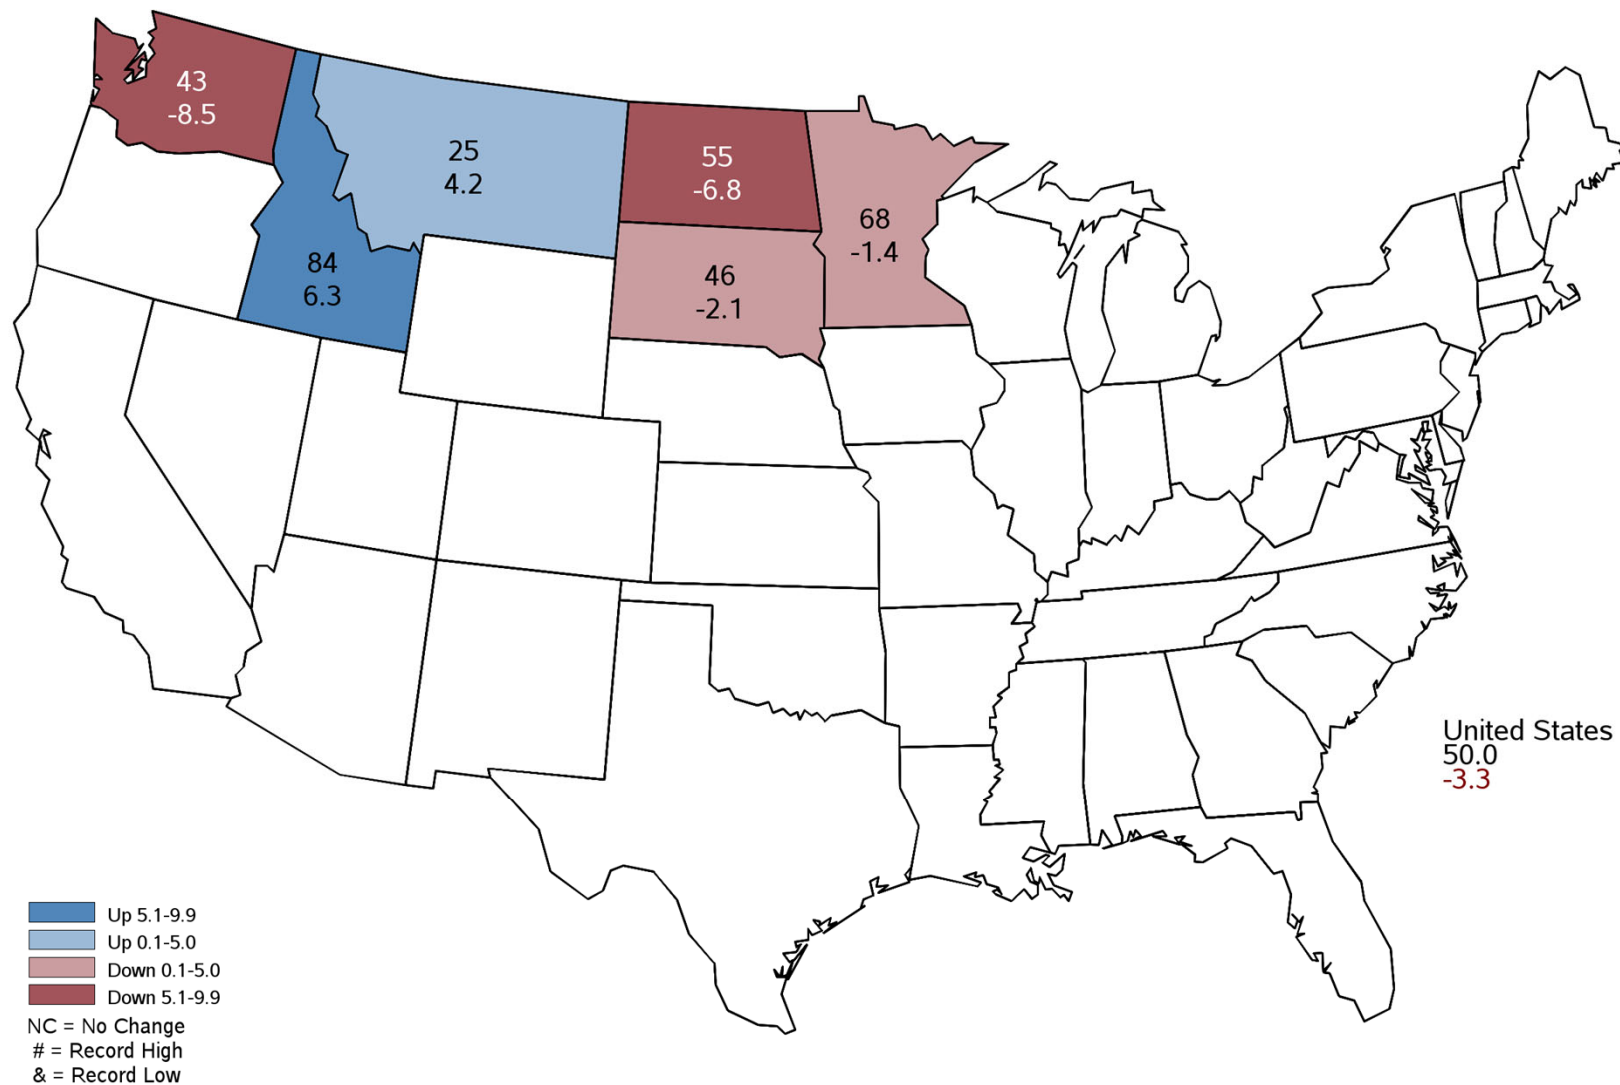 43
-8.5
25
4.2
55
-6.8
68
-1.4
84
6.3
46
-2.1
United States
50.0
-3.3
Up 5.1-9.9
Up 0.1-5.0
Down 0.1-5.0
Down 5.1-9.9
NC = No Change
# = Record High
& = Record Low